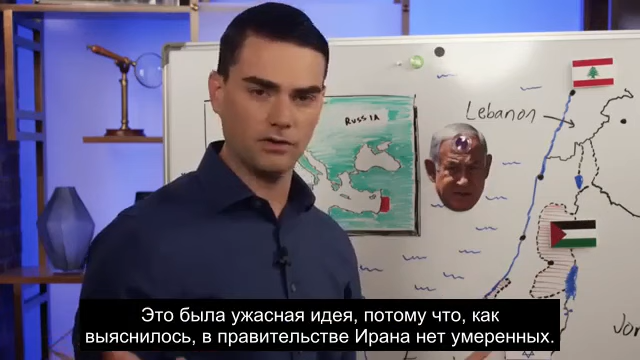 RUSSIA
Lebanon
Jor
Это была ужасная идея, потому что, как
выяснилось, в правительстве Ирана нет умеренных.